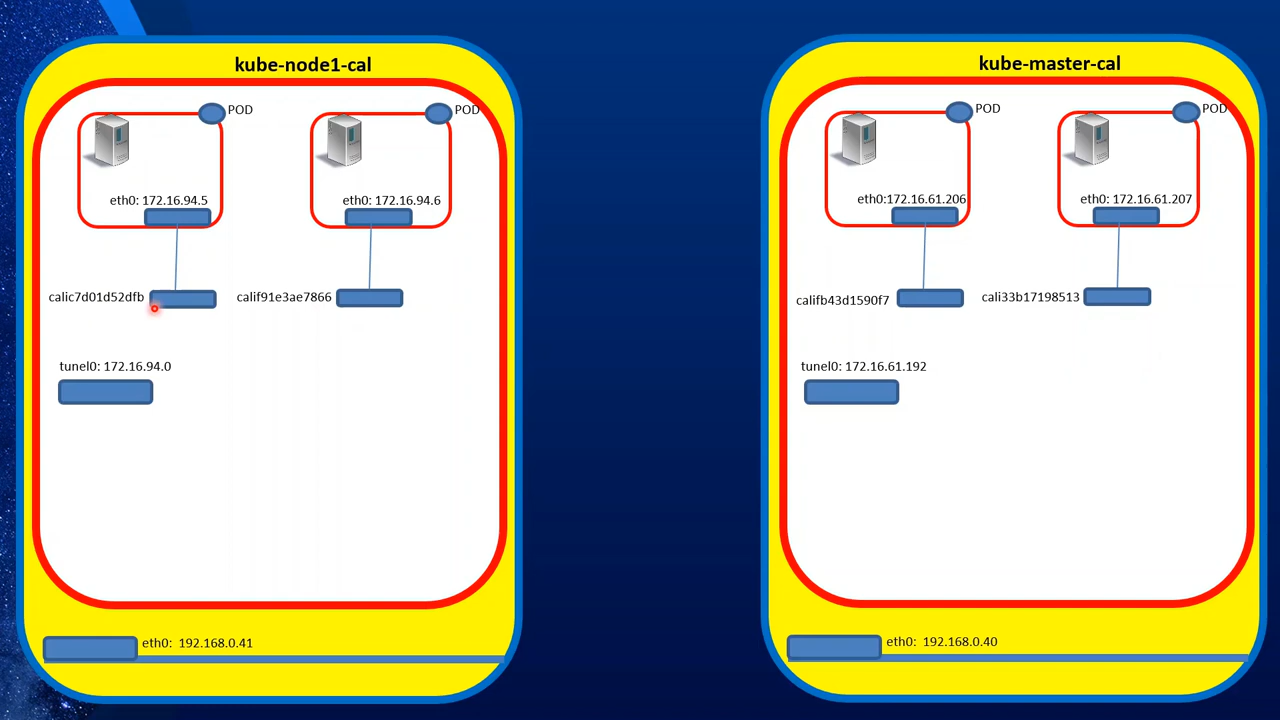 kube-node1-cal
POD
POD
eth0: 172.16.94.5
eth0: 172.16.94.6
calic7d01d52dfb
calif91e3ae7866
tunel0: 172.16.94.0
eth0: 192.168.0.41
kube-master-cal
POD
POD
eth0:172.16.61.206
eth0: 172.16.61.207
califb43d1590f7
cali33b17198513
tunel0: 172.16.61.192
eth0: 192.168.0.40